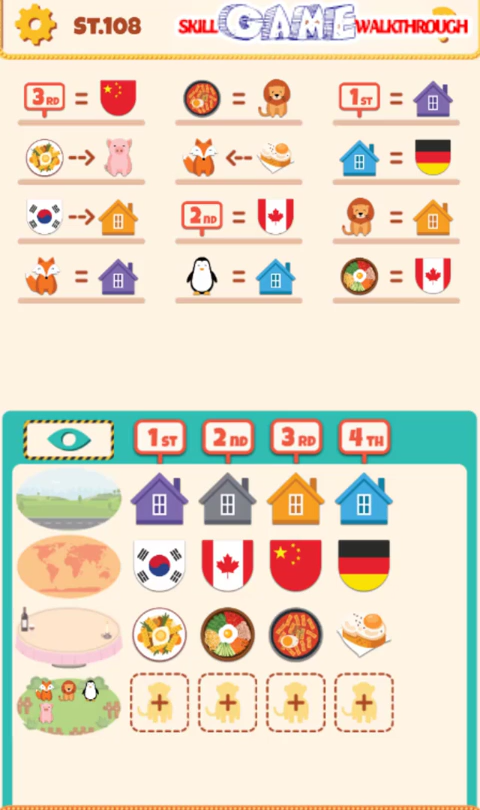 ST.108
SKILL GAME WALKTHROUGH
3RD
1ST
2ND
1ST 2ND 3RD 4TH